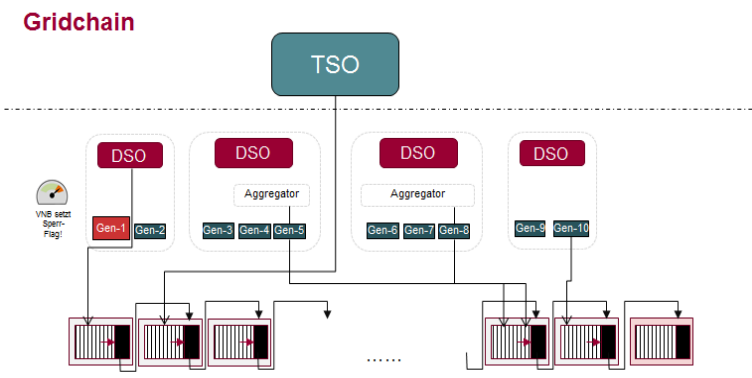 Gridchain
TSO
DSO
DSO
DSO
DSO
Aggregator
Aggregator
VNB setzt
Sperr-
Flag!
Gen-1
Gen-2
Gen-3
Gen-4
Gen-5
Gen-6
Gen-7
Gen-8
Gen-9
Gen-10
......